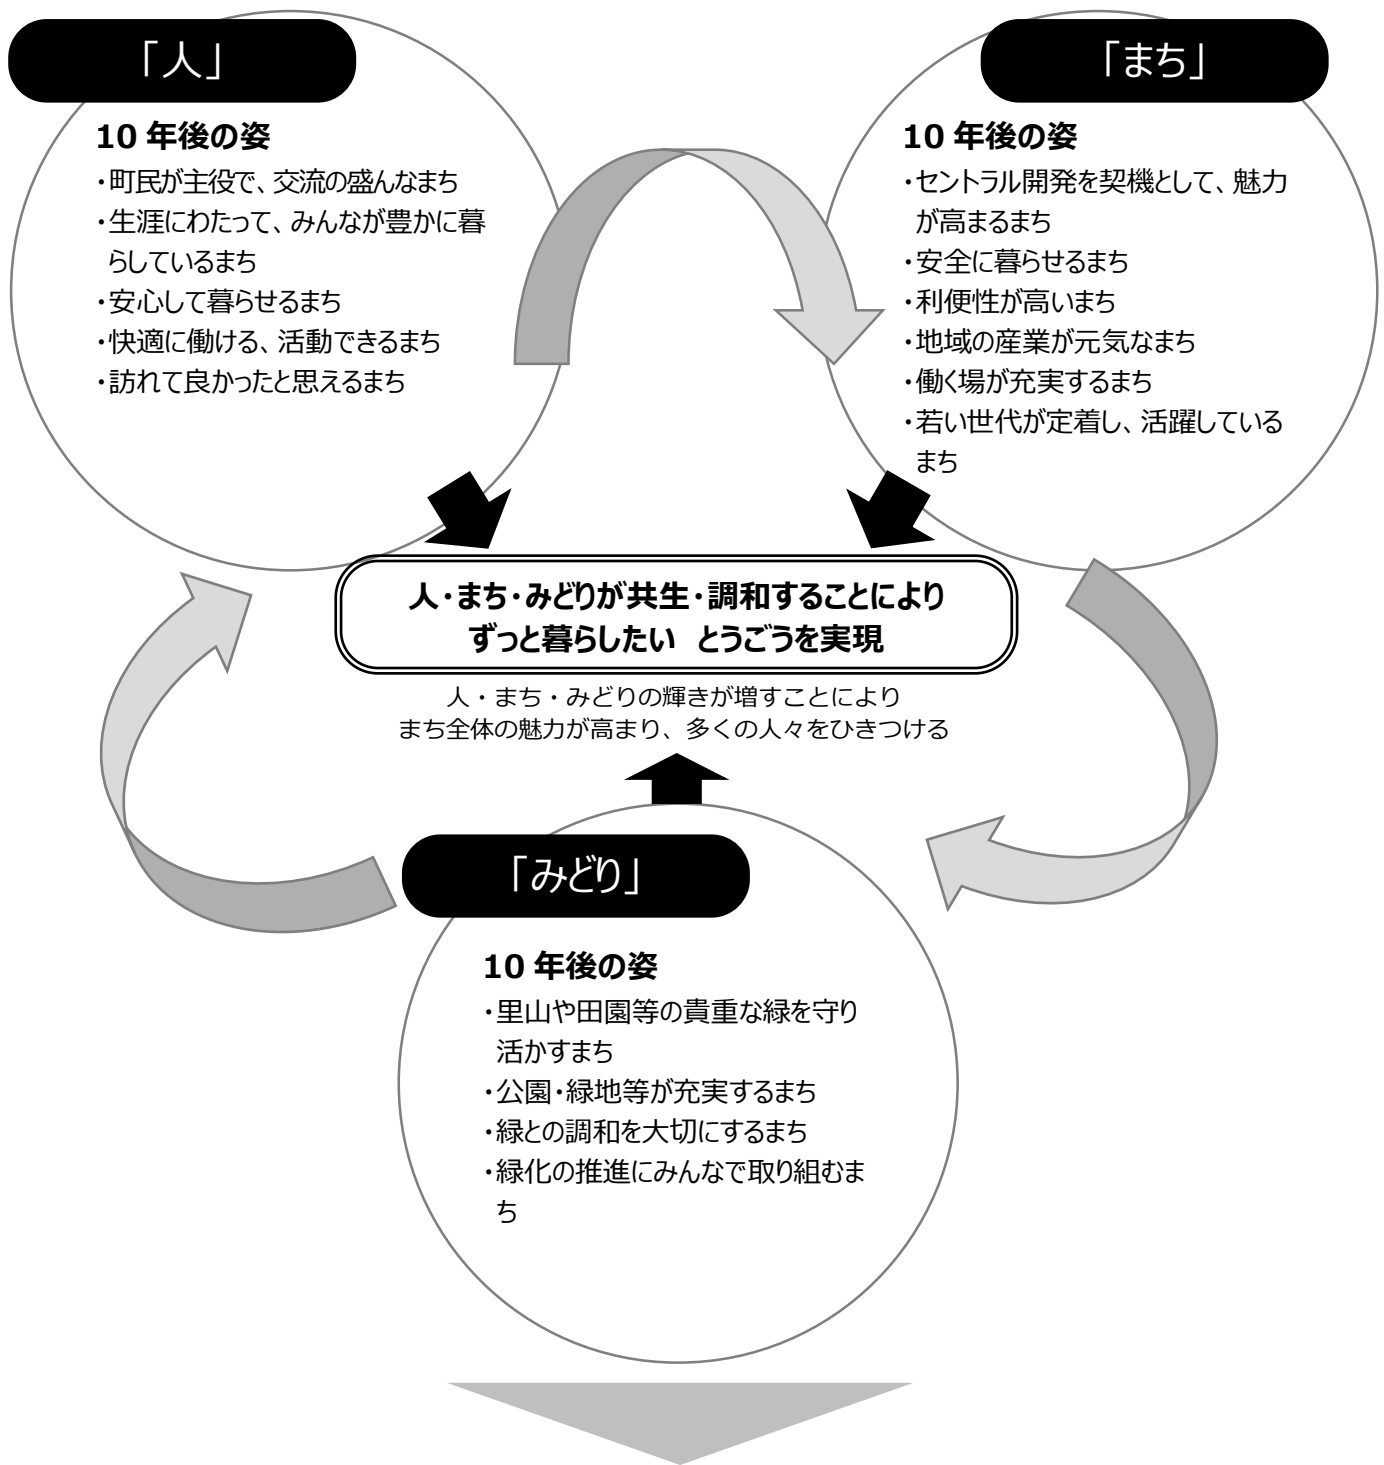 「人」
10 年後の姿
・町民が主役で、交流の盛んなまち
・生涯にわたって、みんなが豊かに暮
らしているまち
・安心して暮らせるまち
・快適に働ける、活動できるまち
・訪れて良かったと思えるまち
「まち」
10 年後の姿
・セントラル開発を契機として、魅力
が高まるまち
・安全に暮らせるまち
・利便性が高いまち
・地域の産業が元気なまち
・働く場が充実するまち
・若い世代が定着し、活躍している
まち
人・まち・みどりが共生・調和することにより
ずっと暮らしたい　とうごうを実現
人・まち・みどりの輝きが増すことにより
まち全体の魅力が高まり、多くの人々をひきつける
「みどり」
10 年後の姿
・里山や田園等の貴重な緑を守り
活かすまち
・公園・緑地等が充実するまち
・緑との調和を大切にするまち
・緑化の推進にみんなで取り組むま
ち